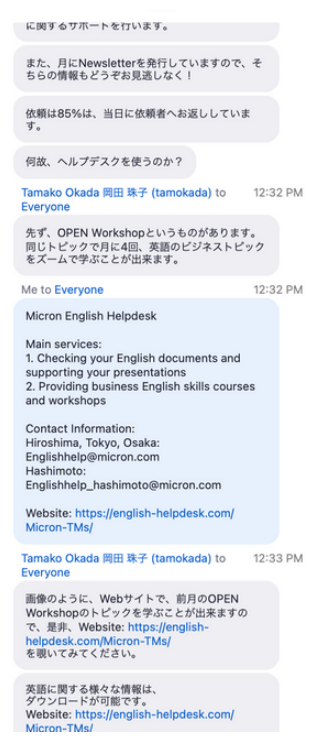 に関するサポートを行います。
また、月にNewsletterを発行していますので、そ
ちらの情報もどうぞお見逃しなく！
依頼は85%は、当日に依頼者へお返ししていま
す。
何故、ヘルプデスクを使うのか？
Tamako Okada 岡田 珠子 (tamokada) to
Everyone
12:32 PM
先ず、OPEN Workshopというものがあります。
同じトピックで月に4回、英語のビジネストピック
をズームで学ぶことが出来ます。
Me to Everyone
12:32 PM
Micron English Helpdesk
Main services:
1. Checking your English documents and
supporting your presentations
2. Providing business English skills courses
and workshops
Contact Information:
Hiroshima, Tokyo, Osaka:
Englishhelp@micron.com
Hashimoto:
Englishhelp_hashimoto@micron.com
Website: https://english-helpdesk.com/
Micron-TMs/
Tamako Okada 岡田 珠子 (tamokada) to
Everyone
12:33 PM
画像のように、Webサイトで、前月のOPEN
Workshopのトピックを学ぶことが出来ますの
で、是非、Website: https://english-
helpdesk.com/Micron-TMs/
を覗いてみてください。
英語に関する様々な情報は、
ダウンロードが可能です。
Website: https://english-helpdesk.com/
Micron-TMs/